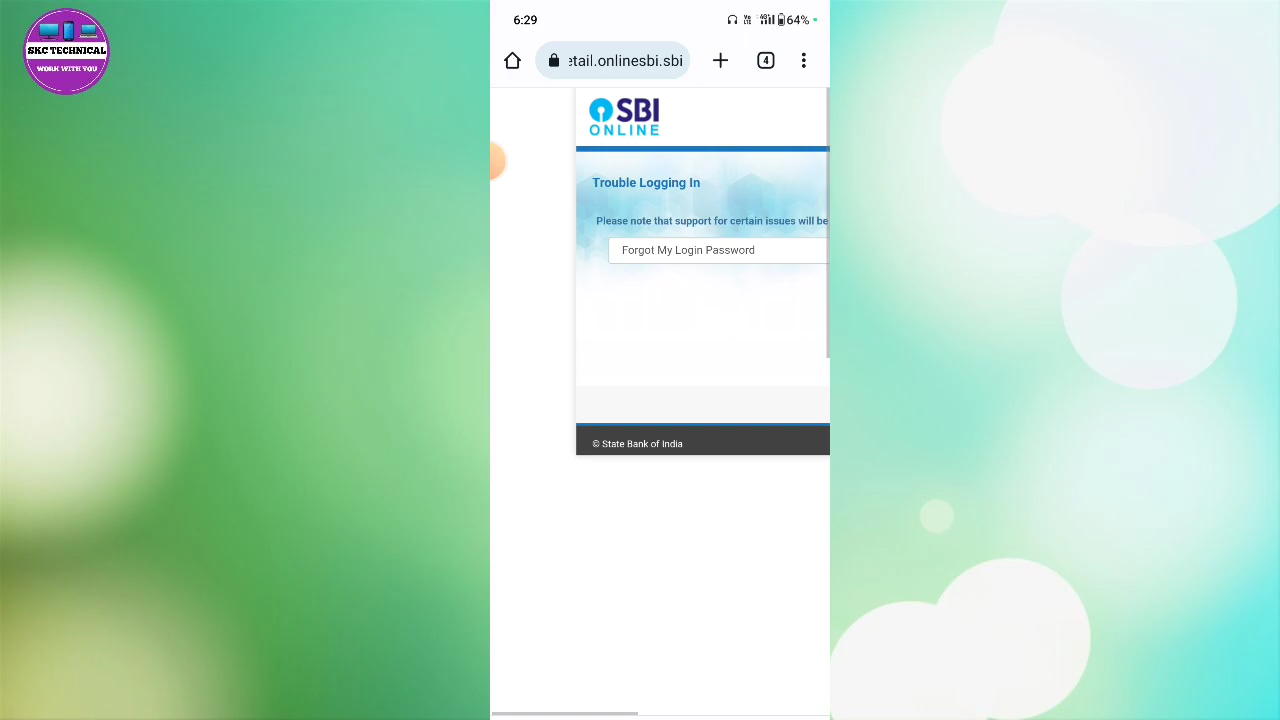 SKC TECHNICAL
WORK WITH YOU
6:29
64%
etail.onlinesbi.sbi
4
SBI
ONLINE
Trouble Logging In
Please note that support for certain issues will be
Forgot My Login Password
© State Bank of India